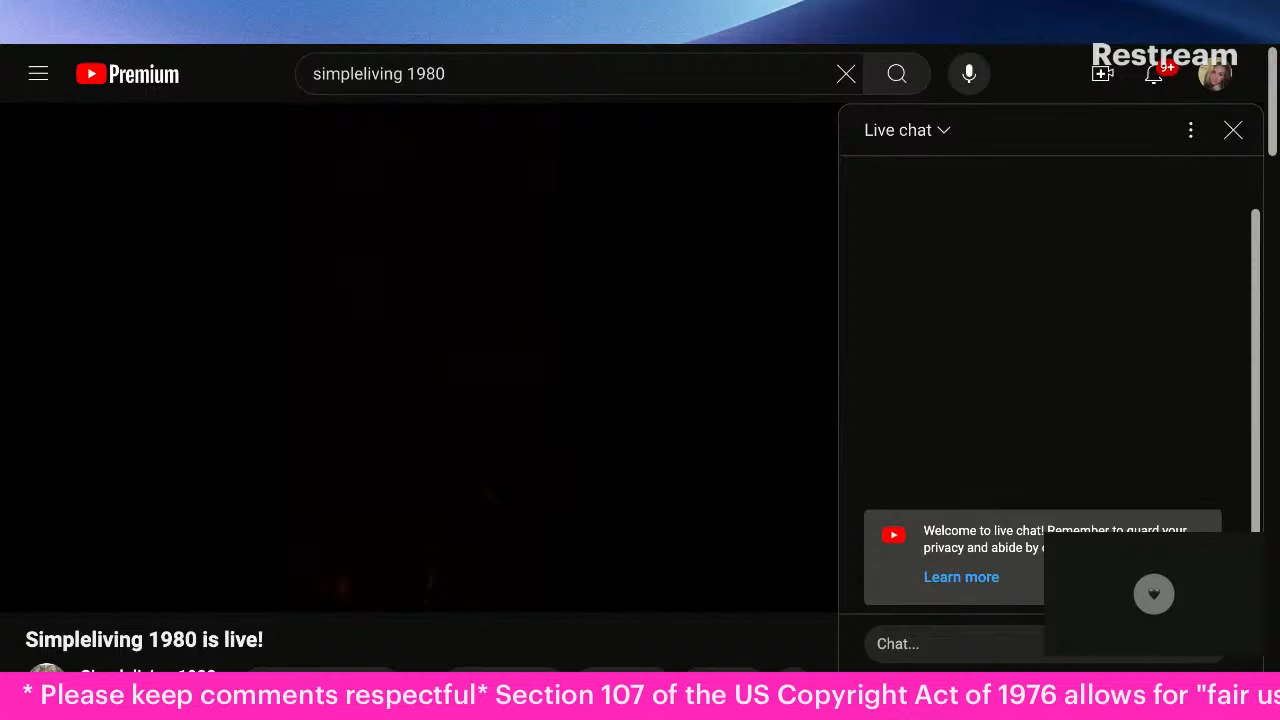 Restream
Premium
simpleliving 1980
9+
Live chat
Welcome to live chat! Remember to guard your
privacy and abide by
Learn more
Chat...
Simpleliving 1980 is live!
Simpleliving 1980
* Please keep comments respectful* Section 107 of the US Copyright Act of 1976 allows for "fair us